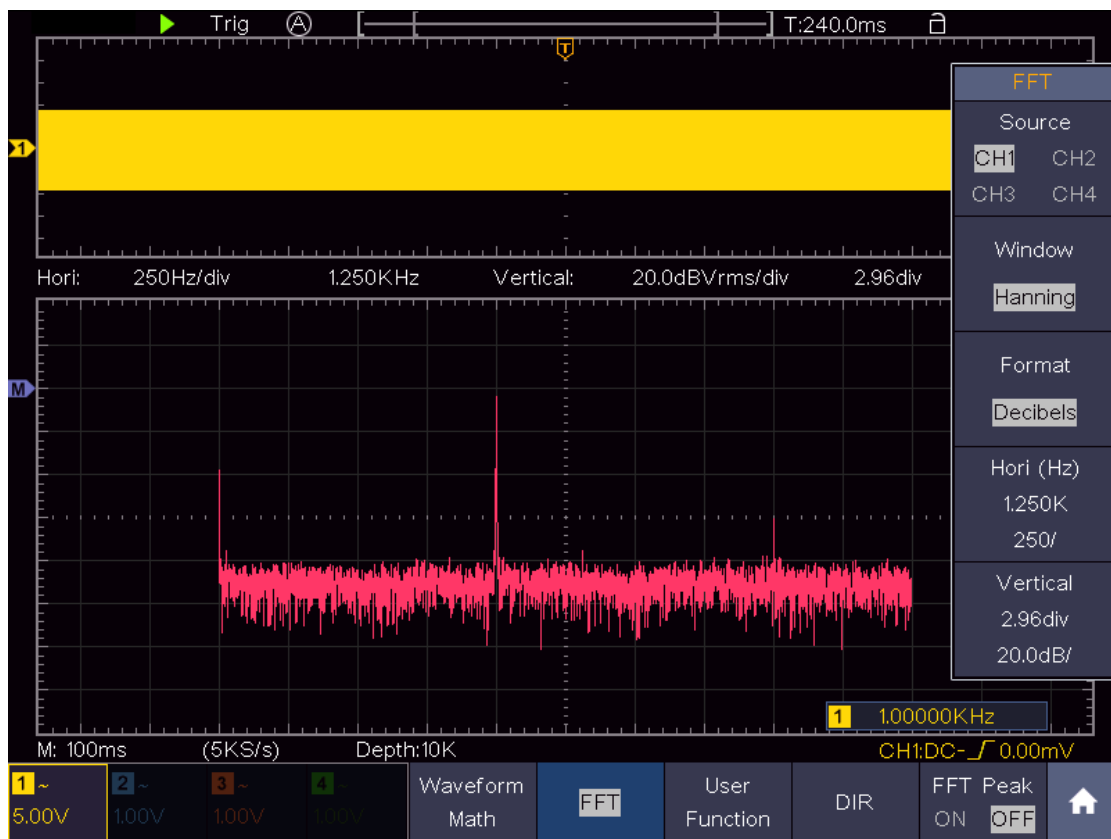 Trig A T:240.0ms
T
1
Hori: 250Hz/div 1.250KHz Vertical: 20.0dBVrms/div 2.96div
M
FFT
Source
CH1 CH2
CH3 CH4
Window
Hanning
Format
Decibels
Hori (Hz)
1.250K
250/
Vertical
2.96div
20.0dB/
1 1.00000KHz
M: 100ms (5KS/s) Depth:10K CH1:DC- 0.00mV
1 ~
5.00V
2 ~
1.00V
3 ~
1.00V
4 ~
1.00V
Waveform
Math
FFT
User
Function
DIR
FFT Peak
ON OFF